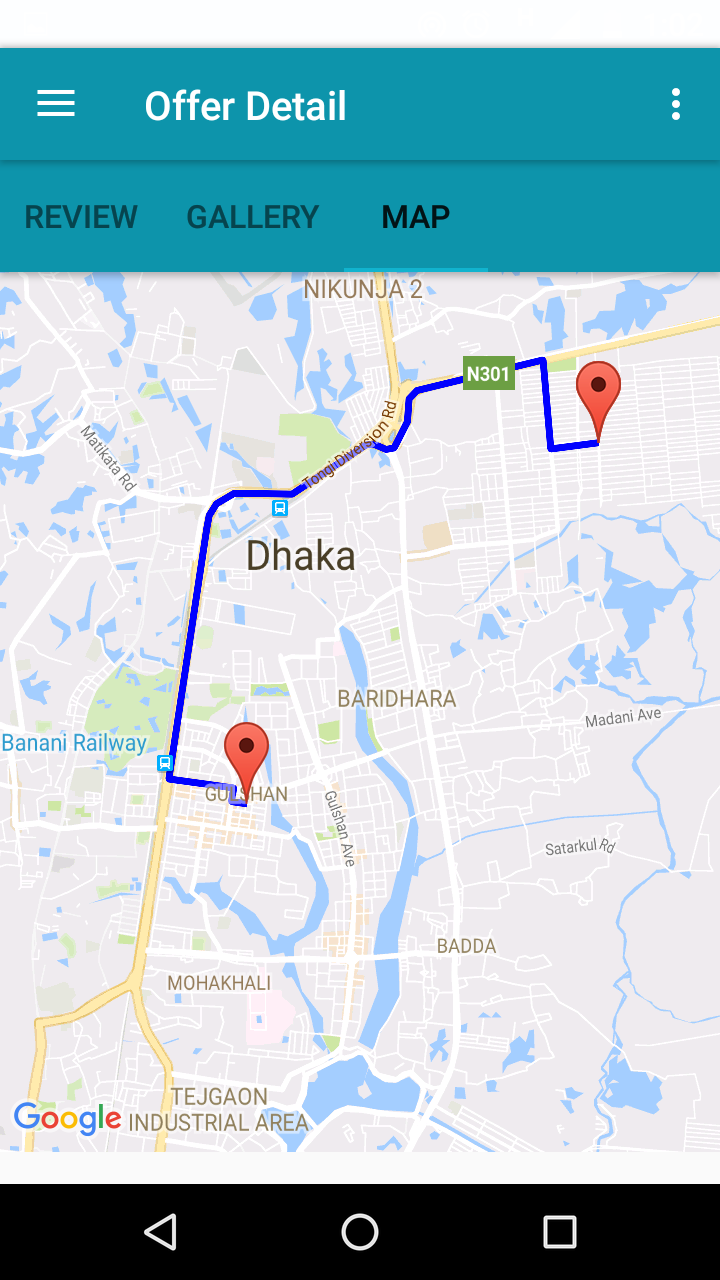 Offer Detail
REVIEW
GALLERY
MAP
NIKUNJA 2
N301
Tongi Diversion Rd
Matikata Rd
Dhaka
BARIDHARA
Madani Ave
Banani Railway
GULSHAN
Gulshan Ave
Satarkul Rd
BADDA
MOHAKHALI
TEJGAON
INDUSTRIAL AREA
Google